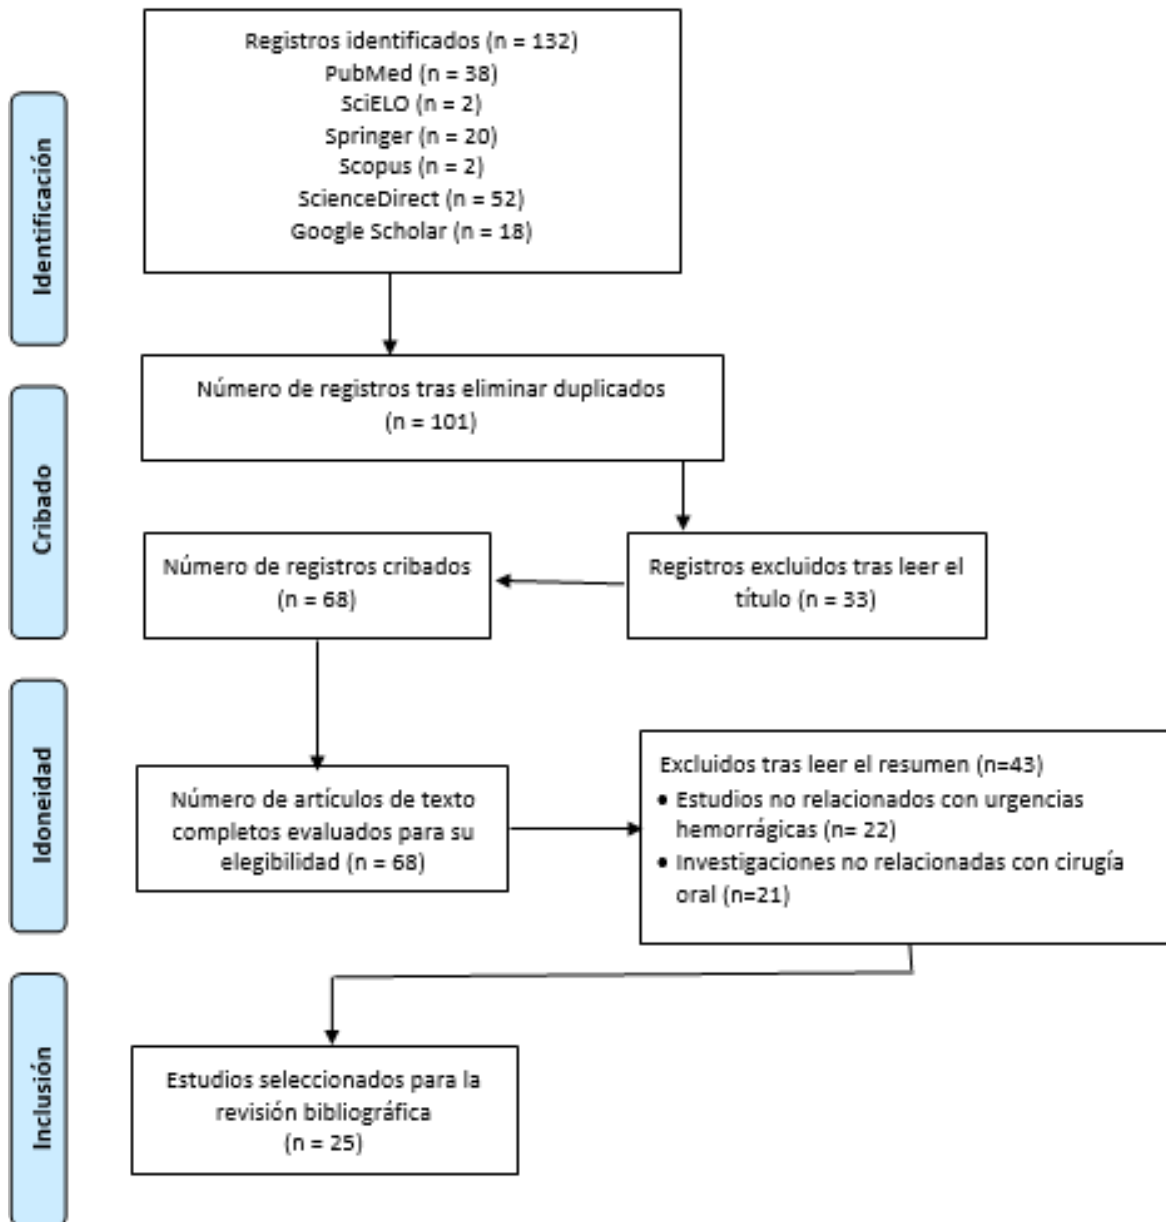 Identificación
Registros identificados (n = 132)
PubMed (n = 38)
SciELO (n = 2)
Springer (n = 20)
Scopus (n = 2)
ScienceDirect (n = 52)
Google Scholar (n = 18)
Cribado
Número de registros tras eliminar duplicados
(n = 101)
Número de registros cribados
(n = 68)
Registros excluidos tras leer el
título (n = 33)
Idoneidad
Número de artículos de texto
completos evaluados para su
elegibilidad (n = 68)
Excluidos tras leer el resumen (n=43)
• Estudios no relacionados con urgencias
hemorrágicas (n= 22)
• Investigaciones no relacionadas con cirugía
oral (n=21)
Inclusión
Estudios seleccionados para la
revisión bibliográfica
(n = 25)